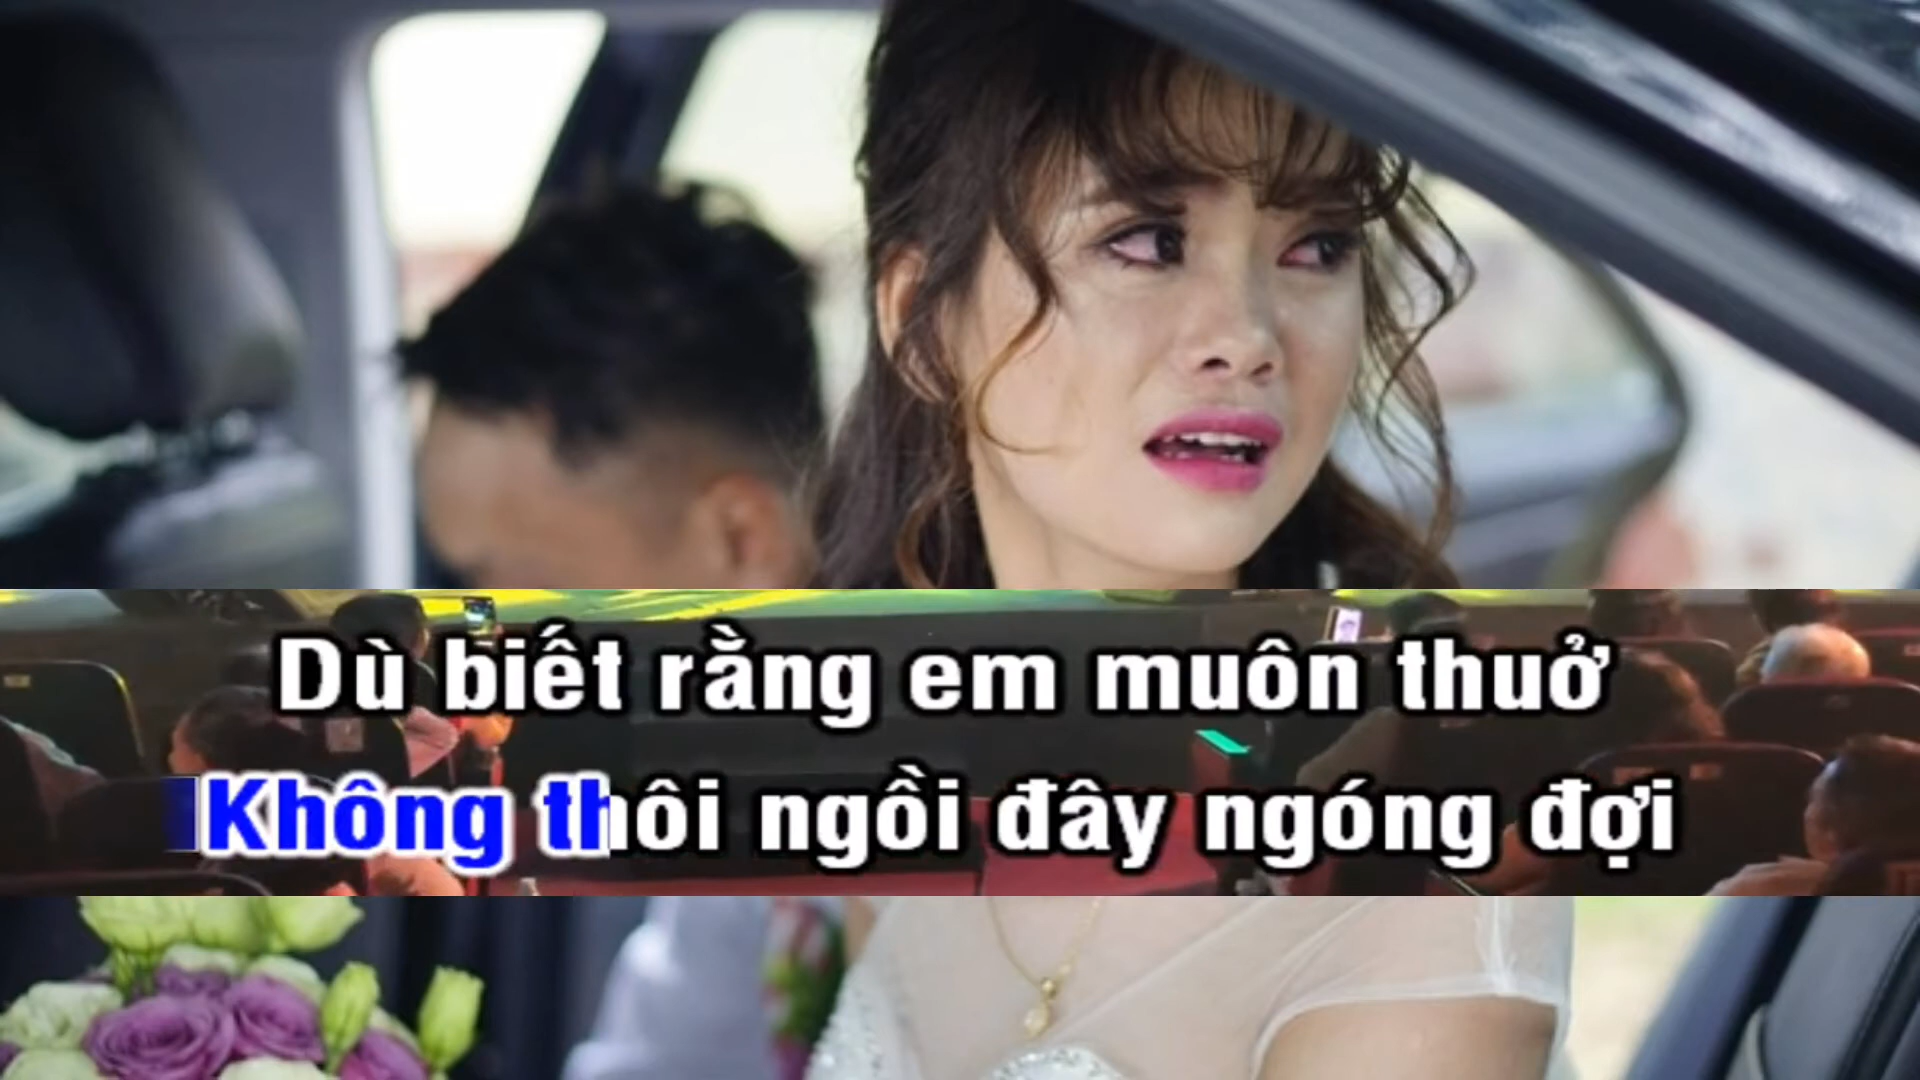 Dù biết rằng em muôn thuở
Không thôi ngồi đây ngóng đợi